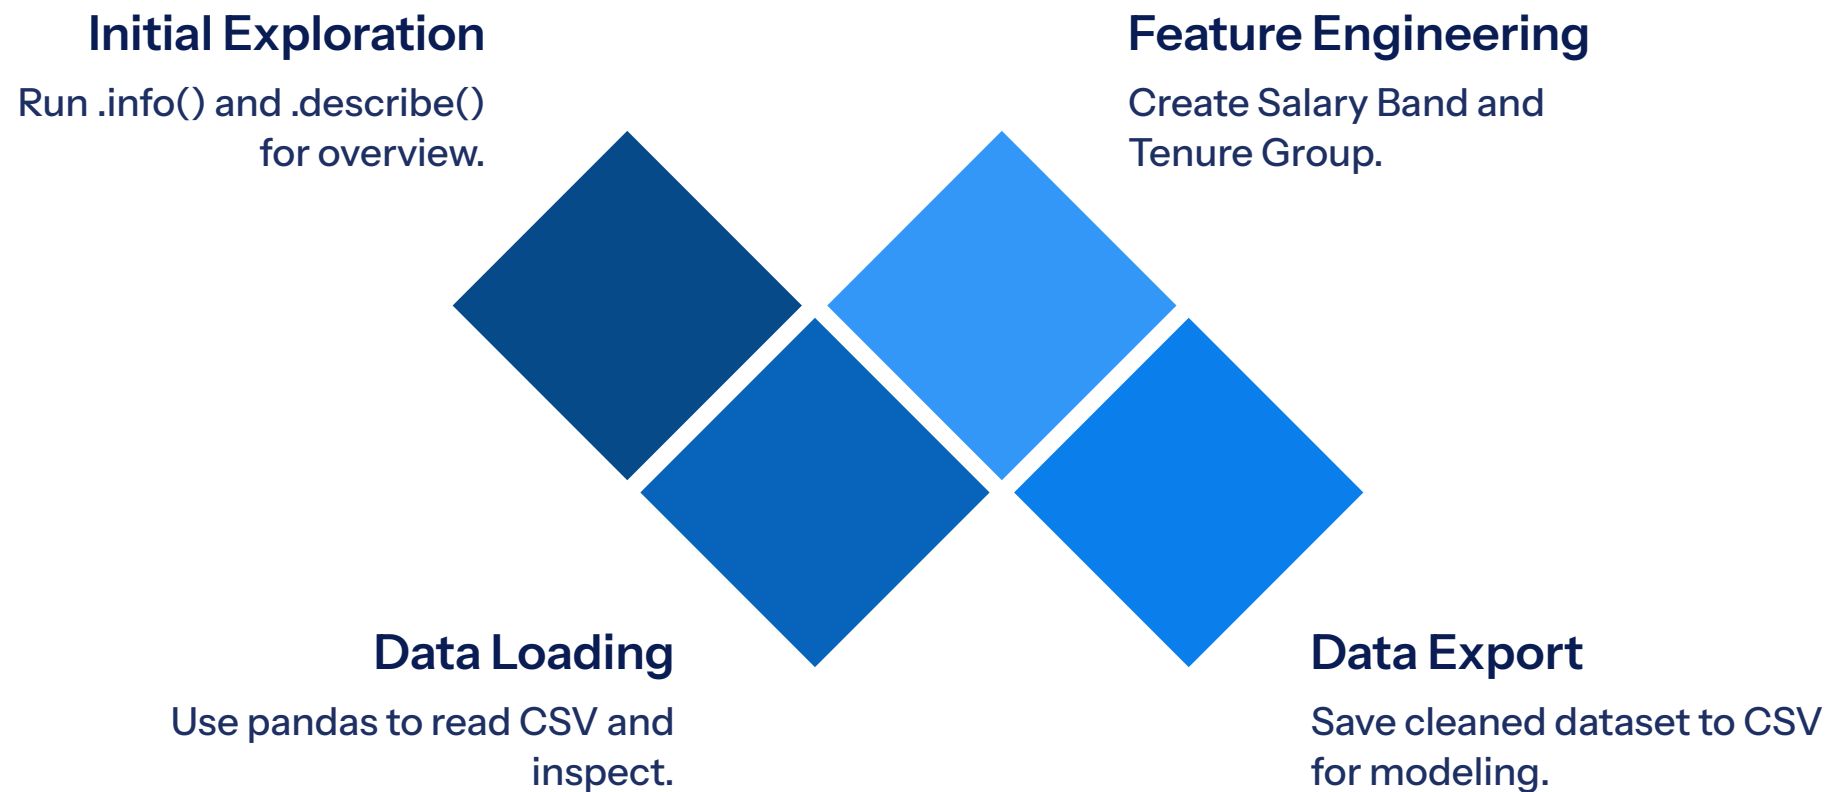 Initial Exploration
Run .info() and .describe()
for overview.
Feature Engineering
Create Salary Band and
Tenure Group.
Data Loading
Use pandas to read CSV and
inspect.
Data Export
Save cleaned dataset to CSV
for modeling.